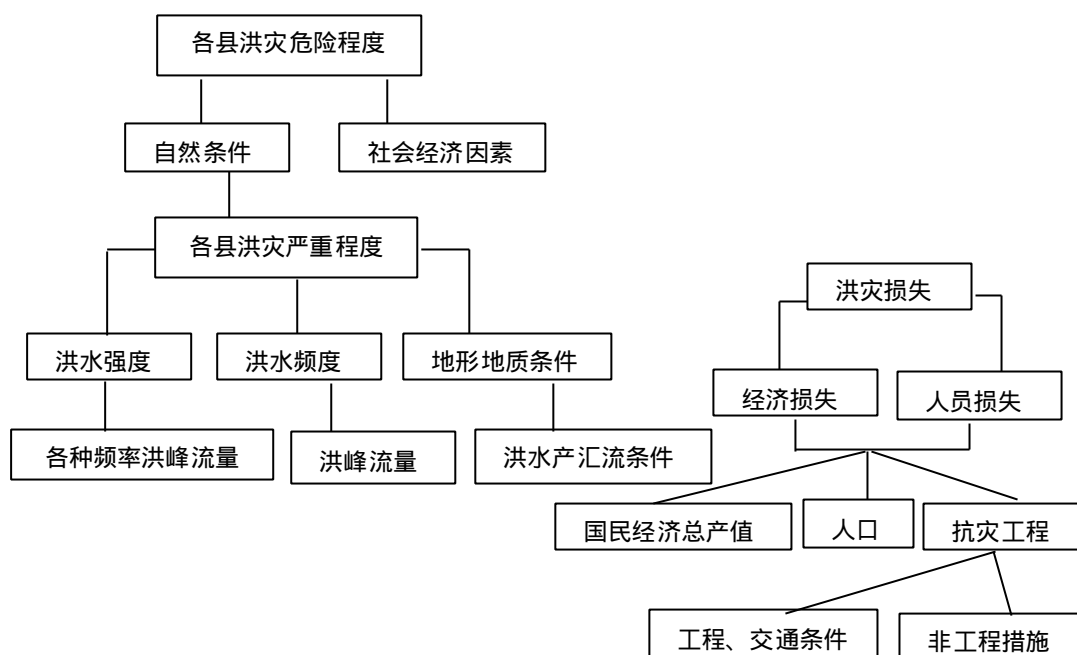 各县洪灾危险程度
自然条件
社会经济因素
各县洪灾严重程度
洪水强度
洪水频度
地形地质条件
各种频率洪峰流量
洪峰流量
洪水产汇流条件
洪灾损失
经济损失
人员损失
国民经济总产值
人口
抗灾工程
工程、交通条件
非工程措施